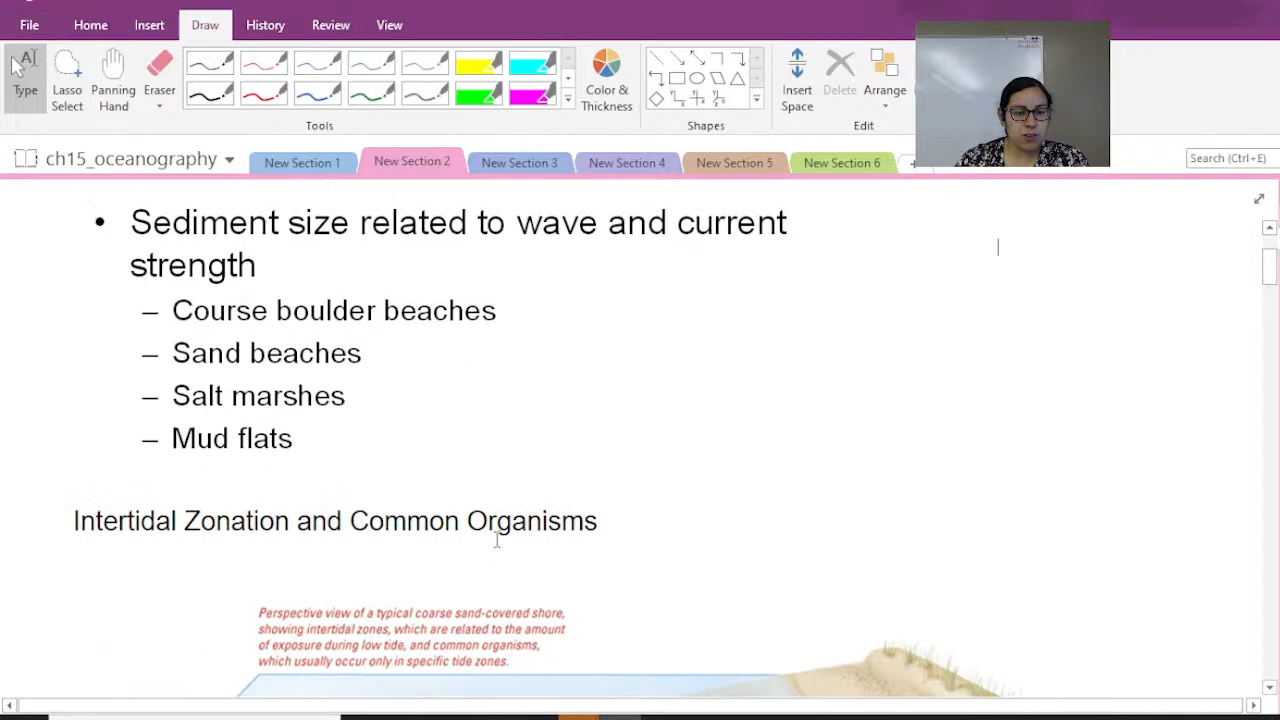 File Home Insert Draw History Review View
Type Lasso Select Panning Hand Eraser Color & Thickness Insert Space Delete Arrange
Tools Shapes Edit
ch15_oceanography New Section 1 New Section 2 New Section 3 New Section 4 New Section 5 New Section 6 Search (Ctrl+E)
• Sediment size related to wave and current
strength
– Course boulder beaches
– Sand beaches
– Salt marshes
– Mud flats
Intertidal Zonation and Common Organisms
Perspective view of a typical coarse sand-covered shore,
showing intertidal zones, which are related to the amount
of exposure during low tide, and common organisms,
which usually occur only in specific tide zones.